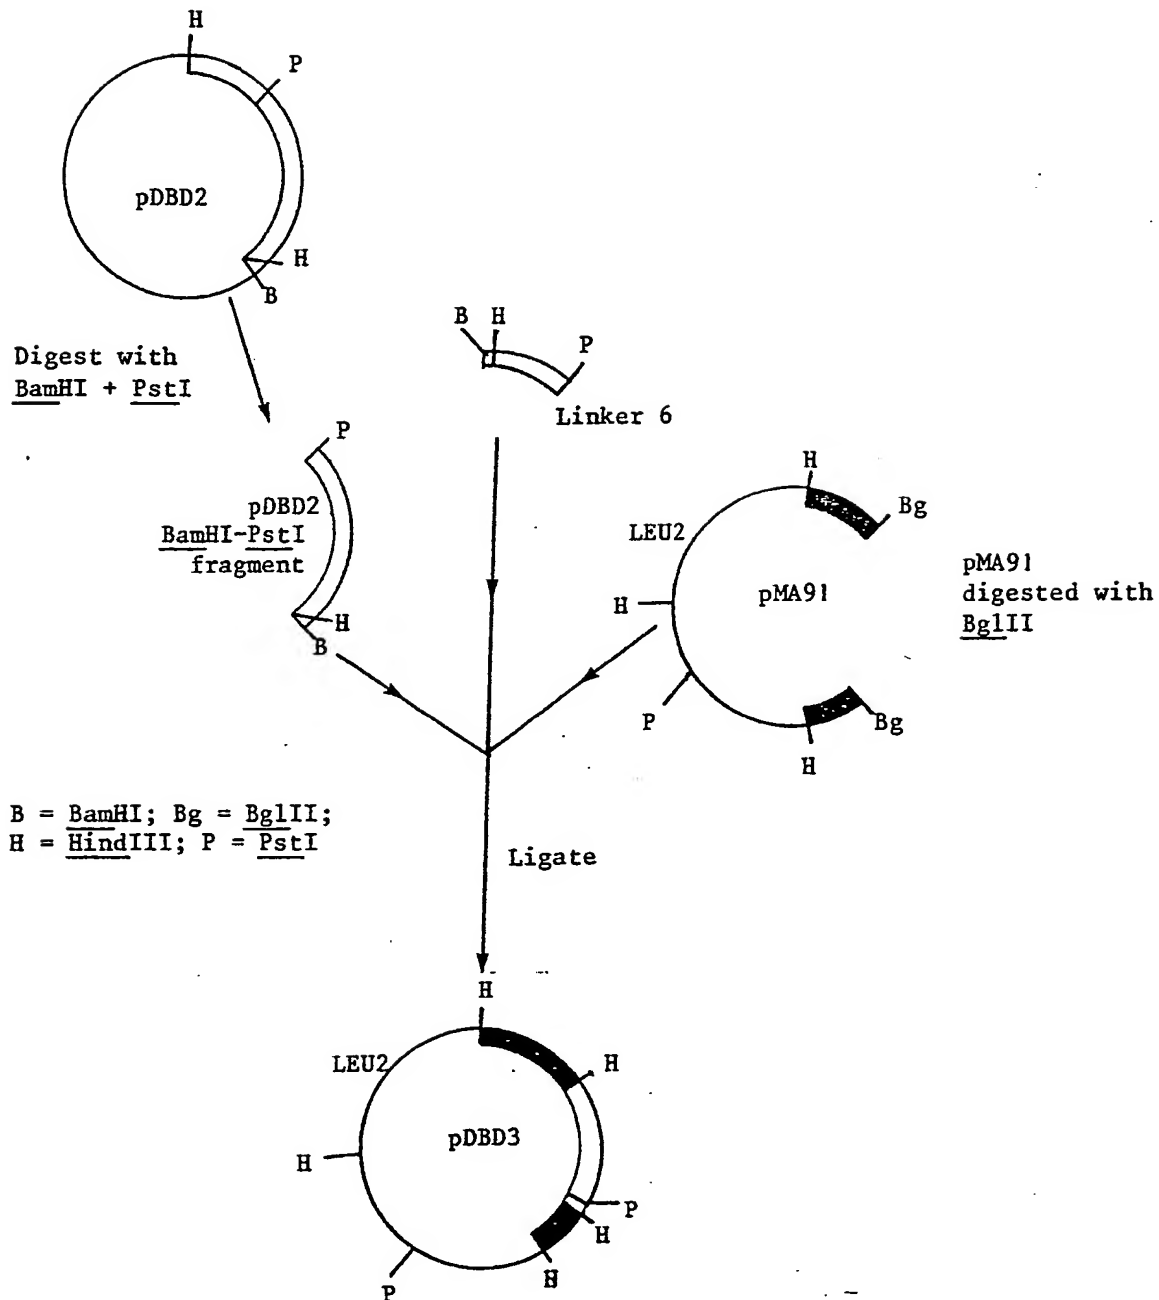 H
P
pDBD2
H
B
Digest with
BamHI + PstI
B H
P
Linker 6
P
pDBD2
BamHI-PstI
fragment
H
B
H
Bg
LEU2
pMA91
H
P
Bg
H
pMA91
digested with
BglII
B = BamHI; Bg = BglII;
H = HindIII; P = PstI
Ligate
H
LEU2
H
pDBD3
H
P
H
H
P